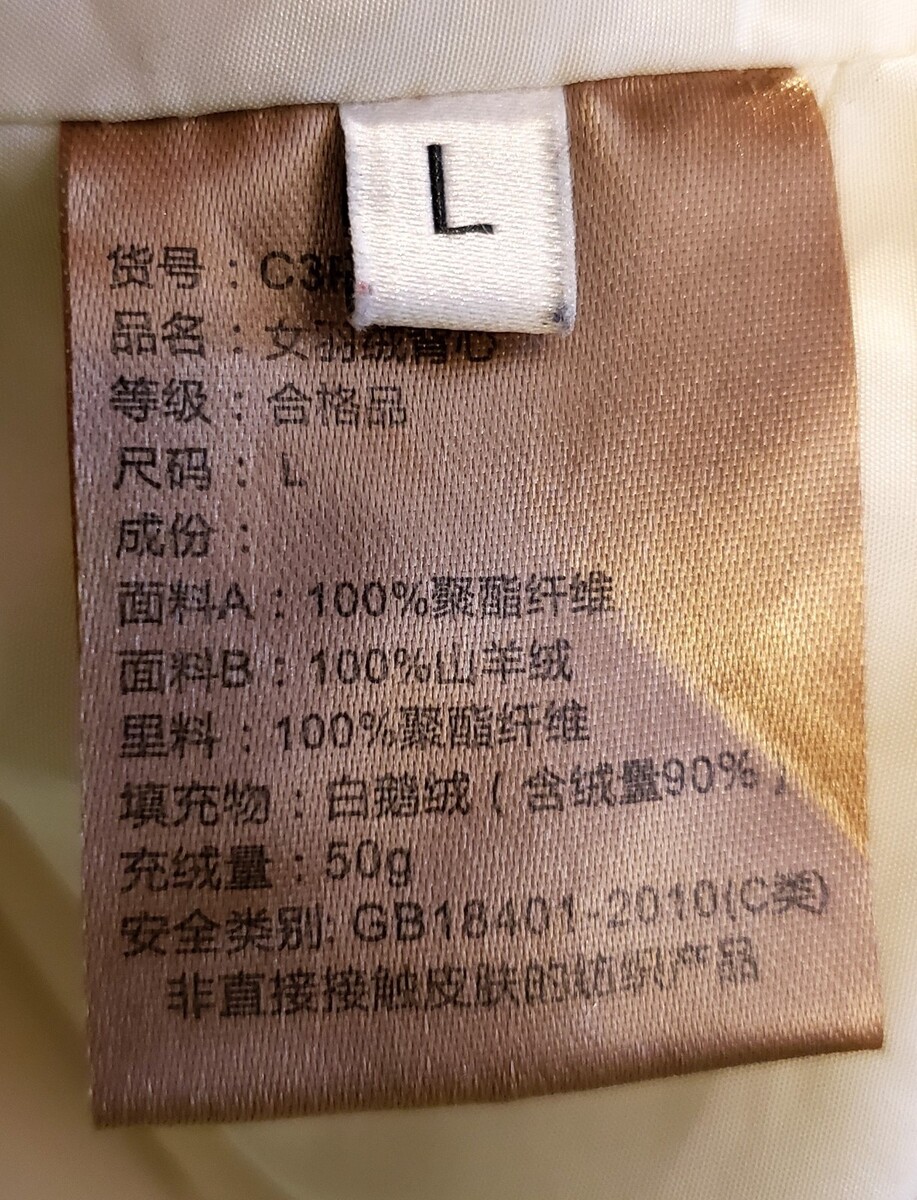 L
货号：C3
品名：女羽绒背心
等级：合格品
尺码：L
成份：
面料A：100%聚酯纤维
面料B：100%山羊绒
里料：100%聚酯纤维
填充物：白鹅绒（含绒量90%）
充绒量：50g
安全类别: GB18401-2010(C类)
非直接接触皮肤的纺织产品